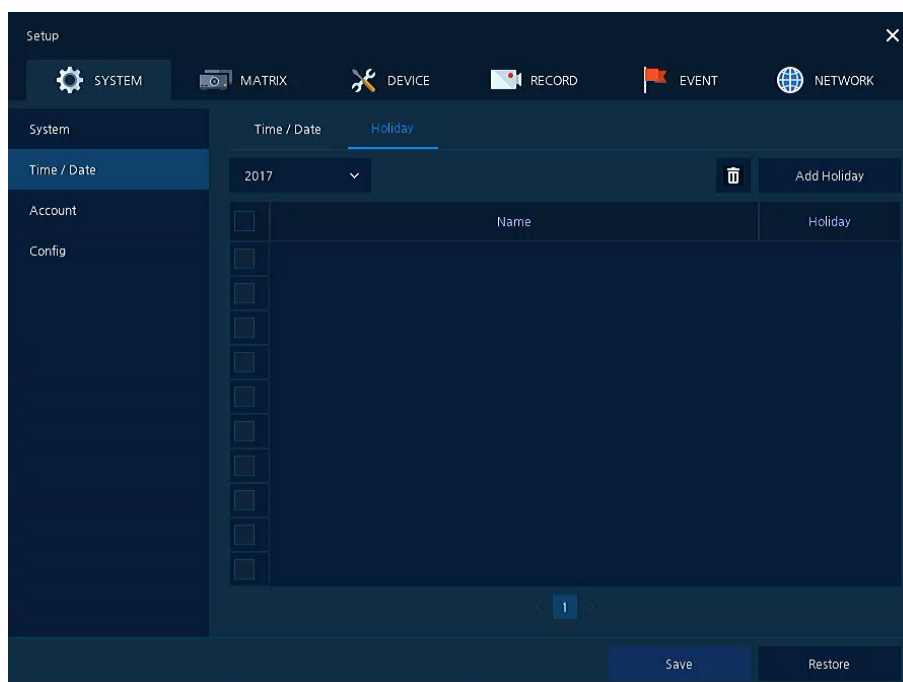 Setup
SYSTEM MATRIX DEVICE RECORD EVENT NETWORK
System Time / Date Holiday
Time / Date 2017 Add Holiday
Account Name Holiday
Config
1
Save Restore